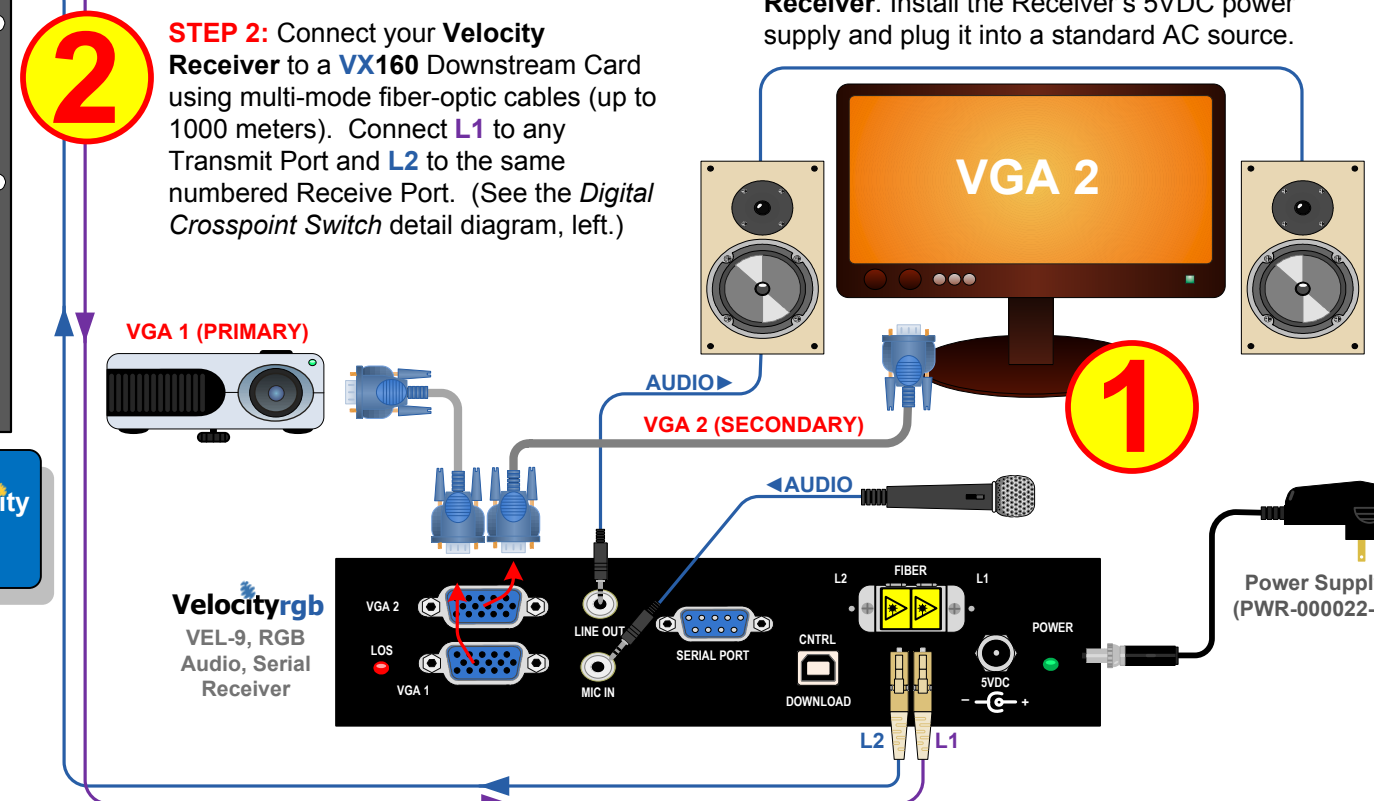 2
STEP 2: Connect your Velocity
Receiver to a VX160 Downstream Card
using multi-mode fiber-optic cables (up to
1000 meters). Connect L1 to any
Transmit Port and L2 to the same
numbered Receive Port. (See the Digital
Crosspoint Switch detail diagram, left.)
Receiver. Install the Receiver's 5VDC power
supply and plug it into a standard AC source.
VGA 2
VGA 1 (PRIMARY)
AUDIO►
VGA 2 (SECONDARY)
1
◄AUDIO
ity
Velocityrgb
VEL-9, RGB
Audio, Serial
Receiver
VGA 2
LOS
VGA 1
LINE OUT
MIC IN
SERIAL PORT
CNTRL
DOWNLOAD
L2
FIBER
L1
5VDC
– +
POWER
L2
L1
Power Suppl
(PWR-000022-